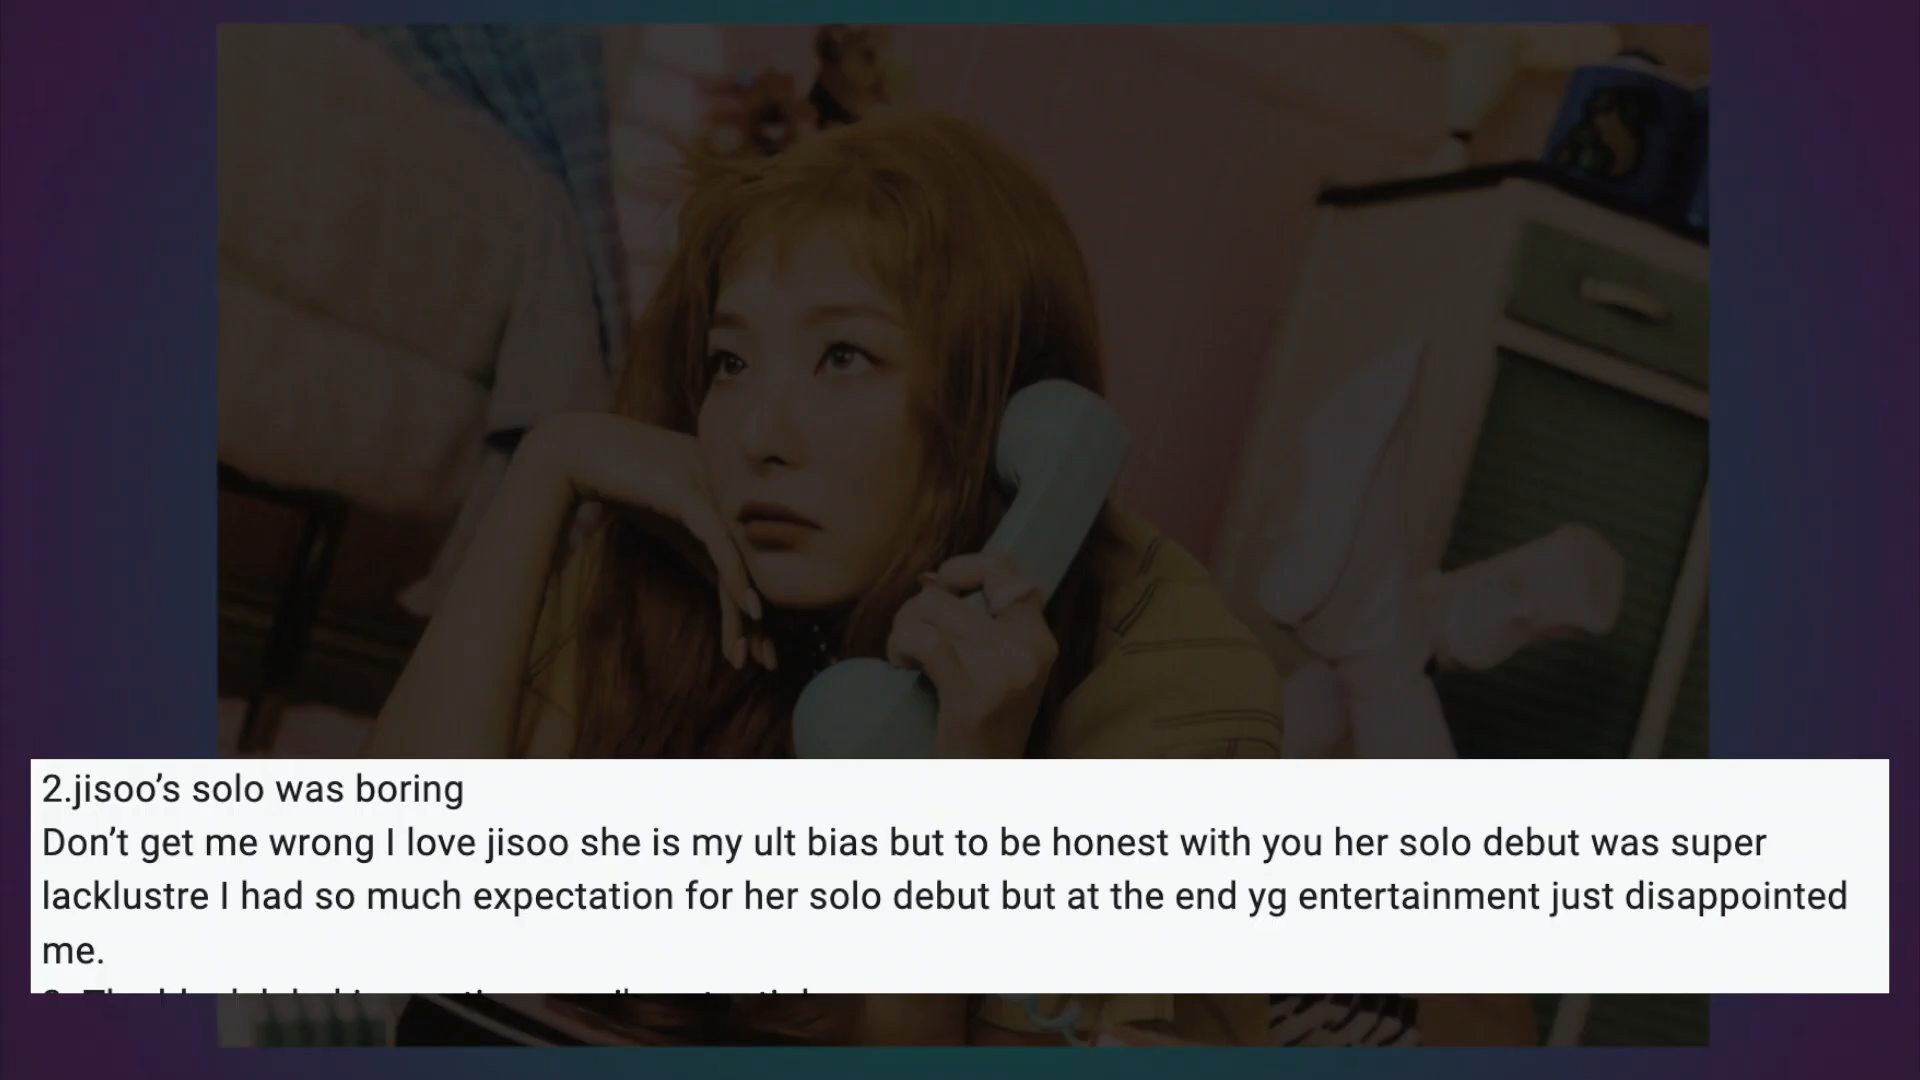 2.jisoo’s solo was boring
Don’t get me wrong I love jisoo she is my ult bias but to be honest with you her solo debut was super
lacklustre I had so much expectation for her solo debut but at the end yg entertainment just disappointed
me.